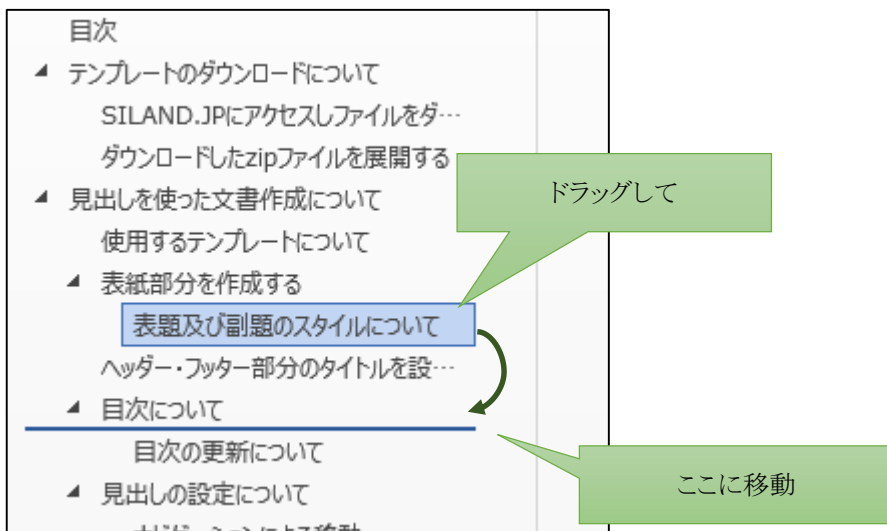 目次
テンプレートのダウンロードについて
SILAND.JPにアクセスしファイルをダ…
ダウンロードしたzipファイルを展開する
見出しを使った文書作成について
ドラッグして
使用するテンプレートについて
表紙部分を作成する
表題及び副題のスタイルについて
ヘッダー・フッター部分のタイトルを設…
目次について
目次の更新について
ここに移動
見出しの設定について